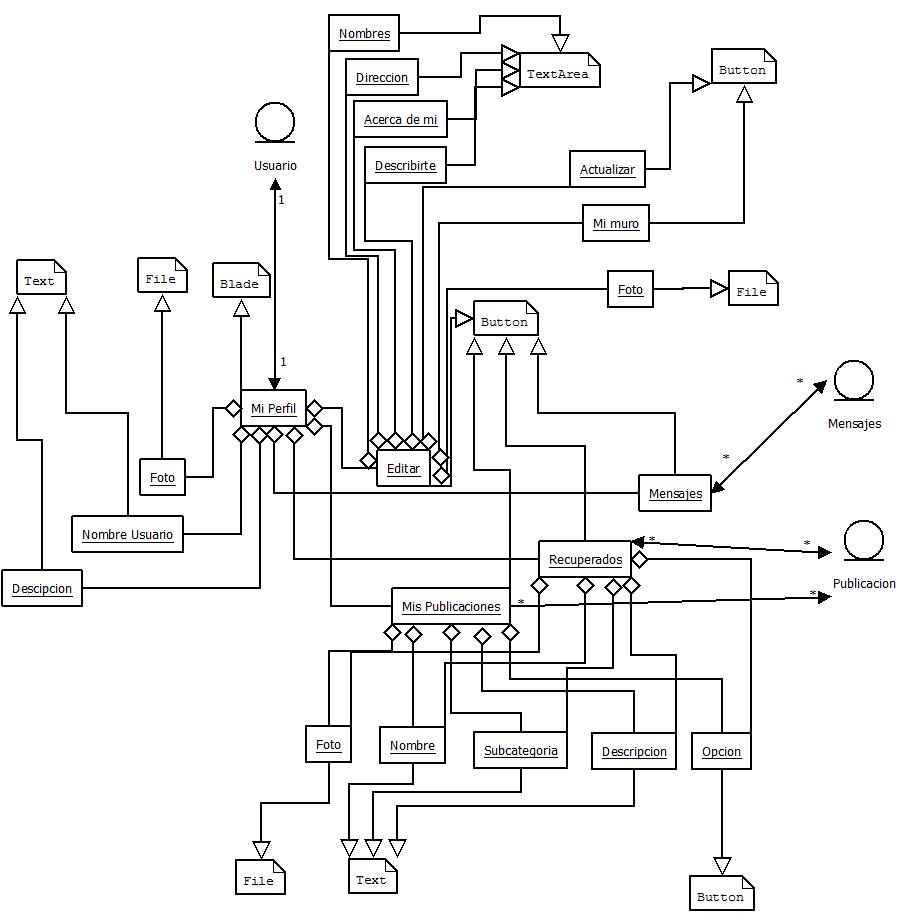 Nombres
Direccion
TextArea
Button
Acerca de mi
Usuario
Describirte
Actualizar
1
Mi muro
Text
File
Blade
Foto
File
Button
1
*
Mensajes
Mi Perfil
*
Editar
Foto
Mensajes
Nombre Usuario
*
*
Recuperados
Publicacion
Descipcion
Mis Publicaciones
*
*
Foto
Nombre
Subcategoria
Descripcion
Opcion
File
Text
Button